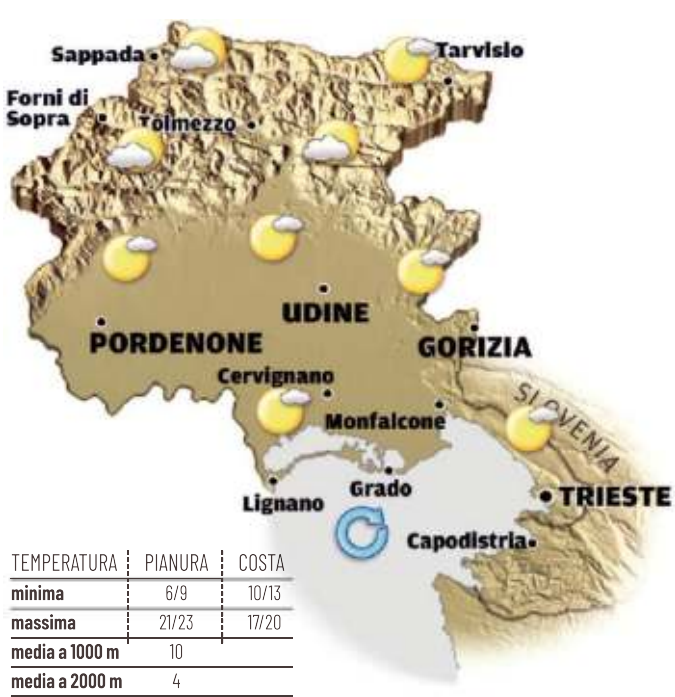 Sappada
Tarvisio
Forni di
Sopra
Tolmezzo
UDINE
PORDENONE
GORIZIA
Cervignano
SLOVENIA
Monfalcone
Lignano
Grado
TRIESTE
Capodistria
TEMPERATURA PIANURA COSTA
minima 6/9 10/13
massima 21/23 17/20
media a 1000 m 10
media a 2000 m 4